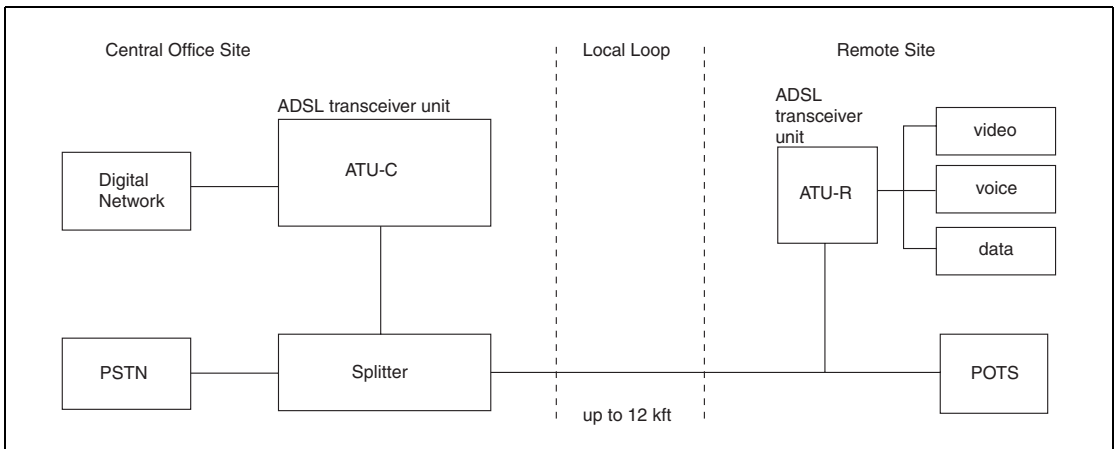 Central Office Site
Local Loop
Remote Site
ADSL transceiver unit
ADSL
transceiver
unit
Digital
Network
ATU-C
ATU-R
video
voice
data
PSTN
Splitter
POTS
up to 12 kft